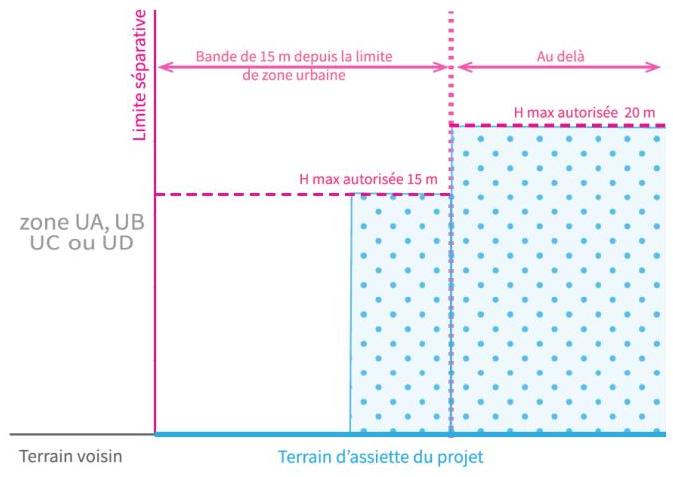 Limite séparative
Bande de 15 m depuis la limite
de zone urbaine
Au delà
H max autorisée 20 m
H max autorisée 15 m
zone UA, UB
UC ou UD
Terrain voisin
Terrain d'assiette du projet